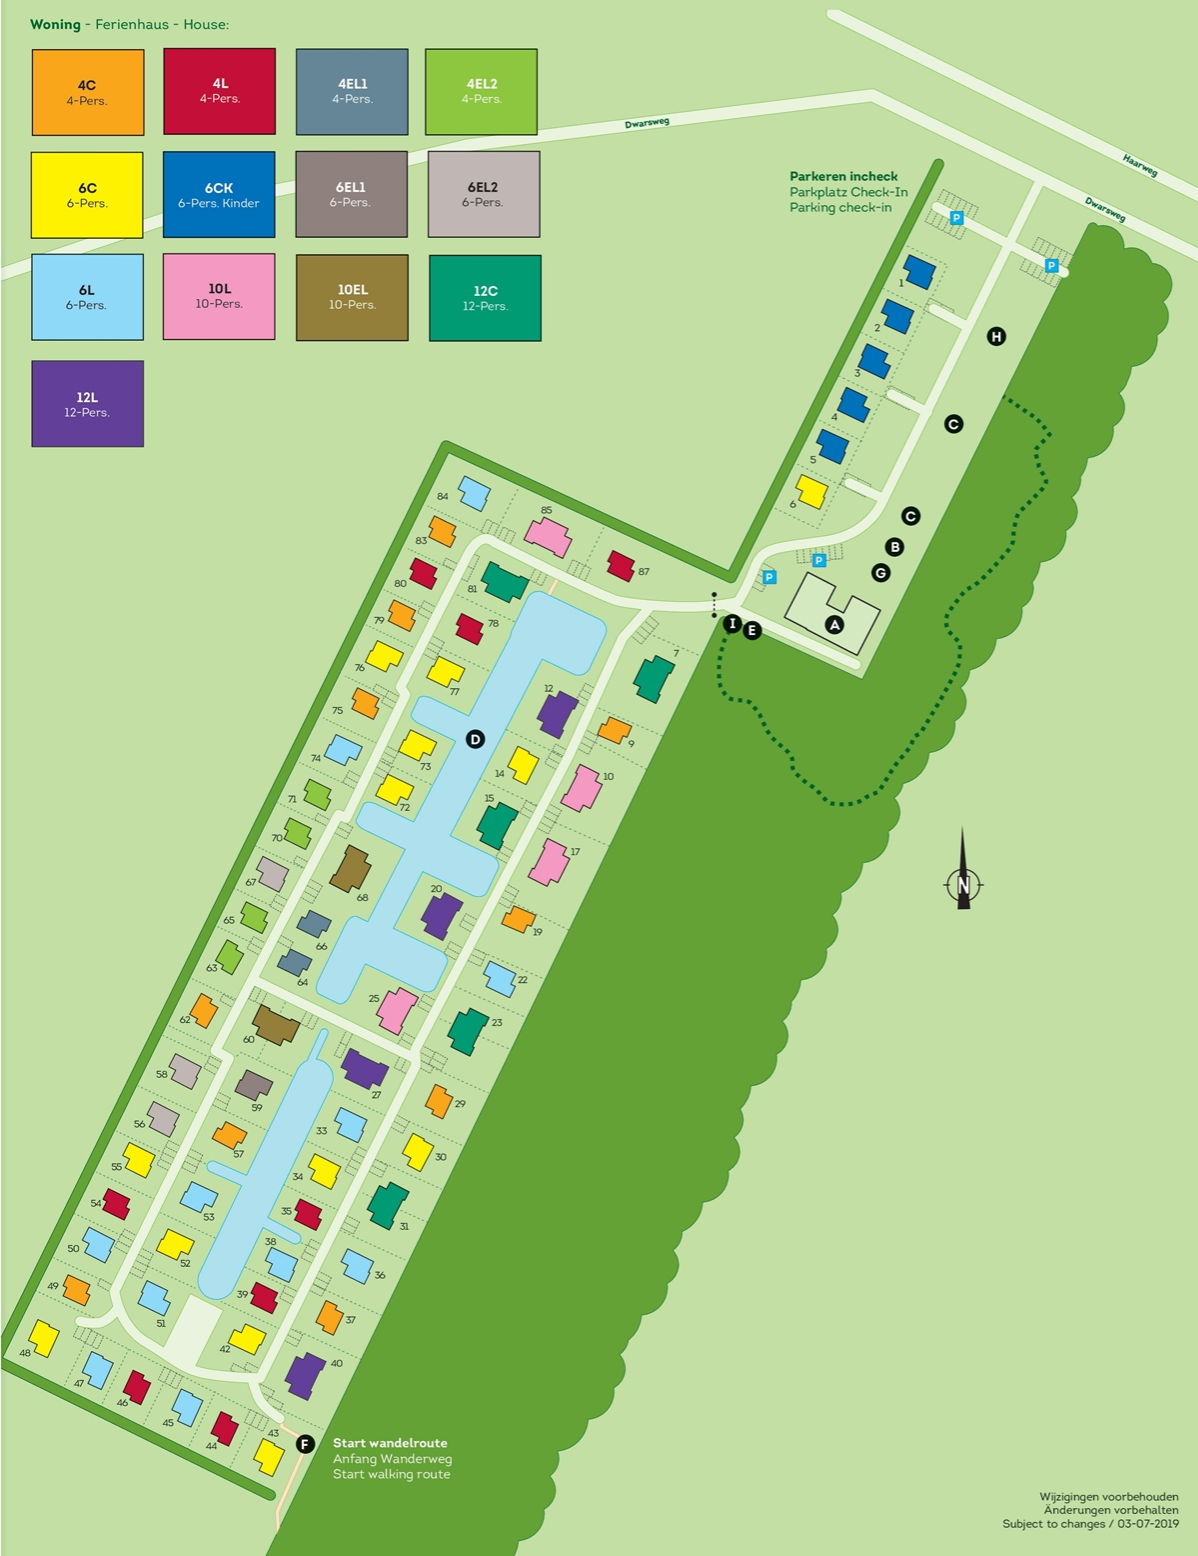 Woning - Ferienhaus - House:
4C
4-Pers.
4L
4-Pers.
4EL1
4-Pers.
4EL2
4-Pers.
6C
6-Pers.
6CK
6-Pers. Kinder
6EL1
6-Pers.
6EL2
6-Pers.
6L
6-Pers.
10L
10-Pers.
10EL
10-Pers.
12C
12-Pers.
12L
12-Pers.
Dwarsweg
Haarweg
Dwarsweg
Parkeren incheck
Parkplatz Check-In
Parking check-in
P
P
1
2
H
3
4
C
5
6
C
B
P
G
P
A
I
E
84
85
83
87
80
81
79
78
7
76
77
12
75
D
9
73
74
14
10
71
72
15
70
17
67
68
20
65
19
66
63
64
22
25
62
23
60
N
58
27
59
29
56
33
57
30
55
34
54
53
35
31
50
38
52
36
49
39
51
37
48
42
40
47
46
45
44
43
F
Start wandelroute
Anfang Wanderweg
Start walking route
Wijzigingen voorbehouden
Änderungen vorbehalten
Subject to changes / 03-07-2019